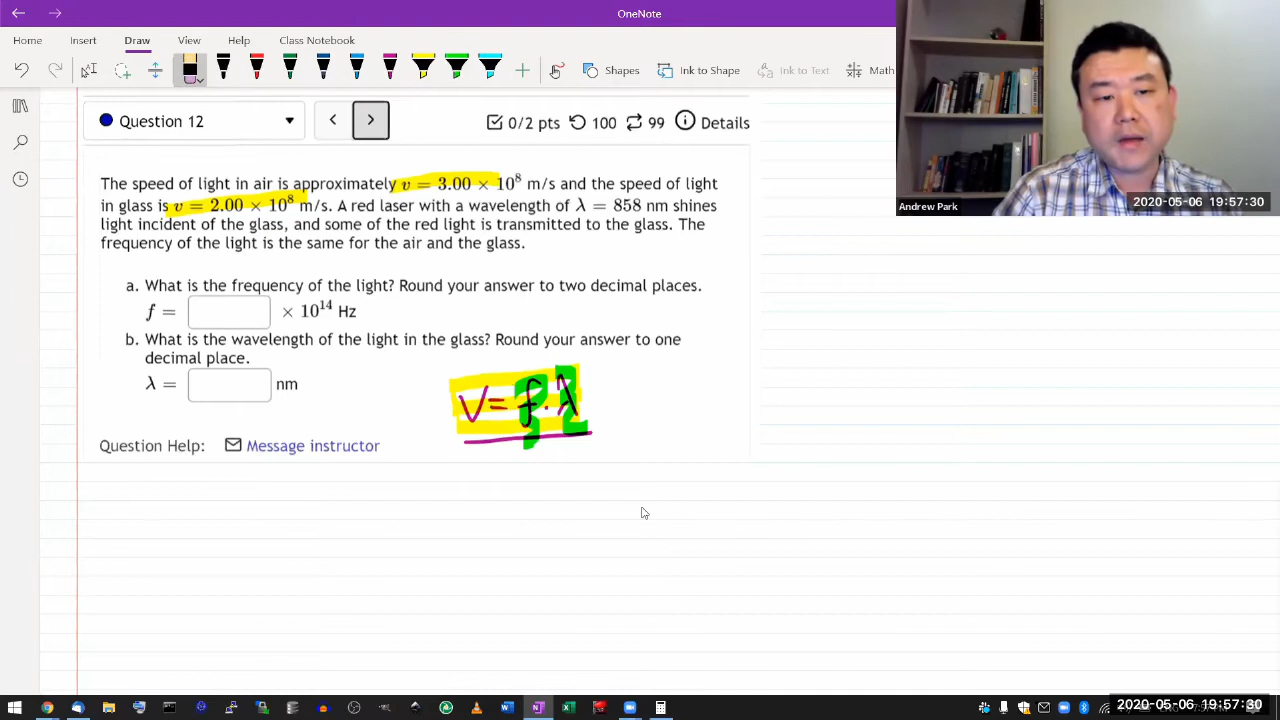 OneNote
Home Insert Draw View Help Class Notebook
Shapes Ink to Shape Ink to Text Math
Question 12
0/2 pts 100 99 Details
The speed of light in air is approximately v = 3.00 × 10⁸ m/s and the speed of light
in glass is v = 2.00 × 10⁸ m/s. A red laser with a wavelength of λ = 858 nm shines
light incident of the glass, and some of the red light is transmitted to the glass. The
frequency of the light is the same for the air and the glass.
a. What is the frequency of the light? Round your answer to two decimal places.
f = × 10¹⁴ Hz
b. What is the wavelength of the light in the glass? Round your answer to one
decimal place.
λ = nm
V = f · λ
Question Help: Message instructor
Andrew Park
2020-05-06 19:57:30
2020-05-06 19:57:30